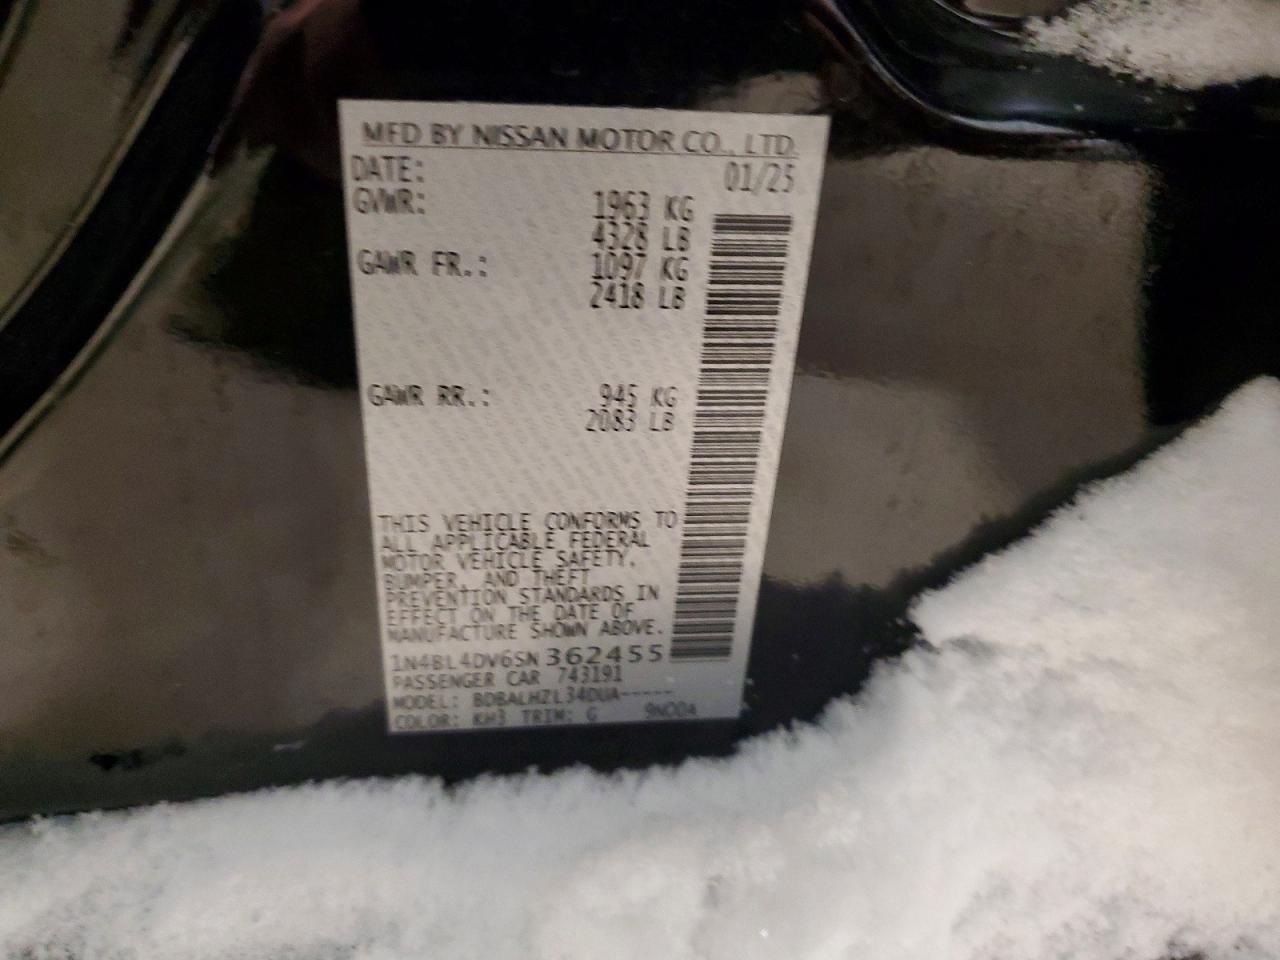 MFD BY NISSAN MOTOR CO., LTD.
DATE: 01/25
GVWR: 1963 KG
4328 LB
GAWR FR.: 1097 KG
2418 LB
GAWR RR.: 945 KG
2083 LB
THIS VEHICLE CONFORMS TO
ALL APPLICABLE FEDERAL
MOTOR VEHICLE SAFETY,
BUMPER, AND THEFT
PREVENTION STANDARDS IN
EFFECT ON THE DATE OF
MANUFACTURE SHOWN ABOVE.
1N4BL4DV6SN362455
PASSENGER CAR 743191
MODEL: BDBALHZL34DUA-----
COLOR: KH3 TRIM: G 9N00A